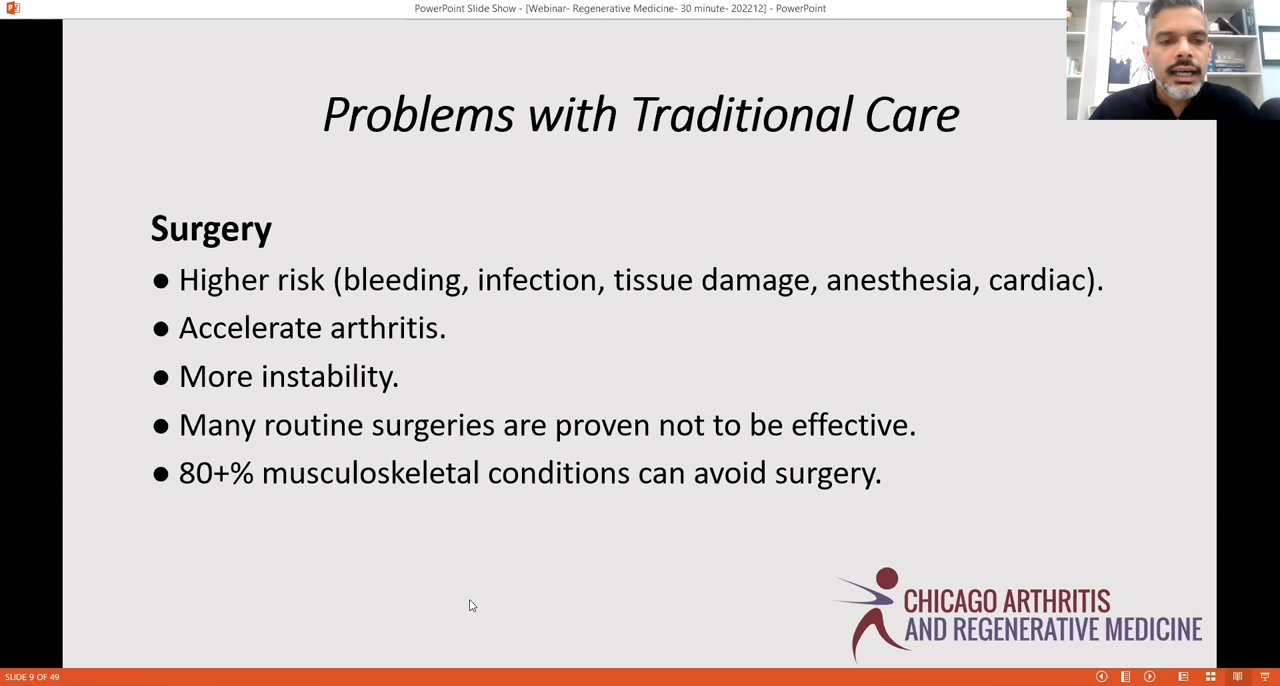 PowerPoint Slide Show - [Webinar- Regenerative Medicine- 30 minute- 202212] - PowerPoint
Problems with Traditional Care
Surgery
● Higher risk (bleeding, infection, tissue damage, anesthesia, cardiac).
● Accelerate arthritis.
● More instability.
● Many routine surgeries are proven not to be effective.
● 80+% musculoskeletal conditions can avoid surgery.
CHICAGO ARTHRITIS
AND REGENERATIVE MEDICINE
SLIDE 9 OF 49